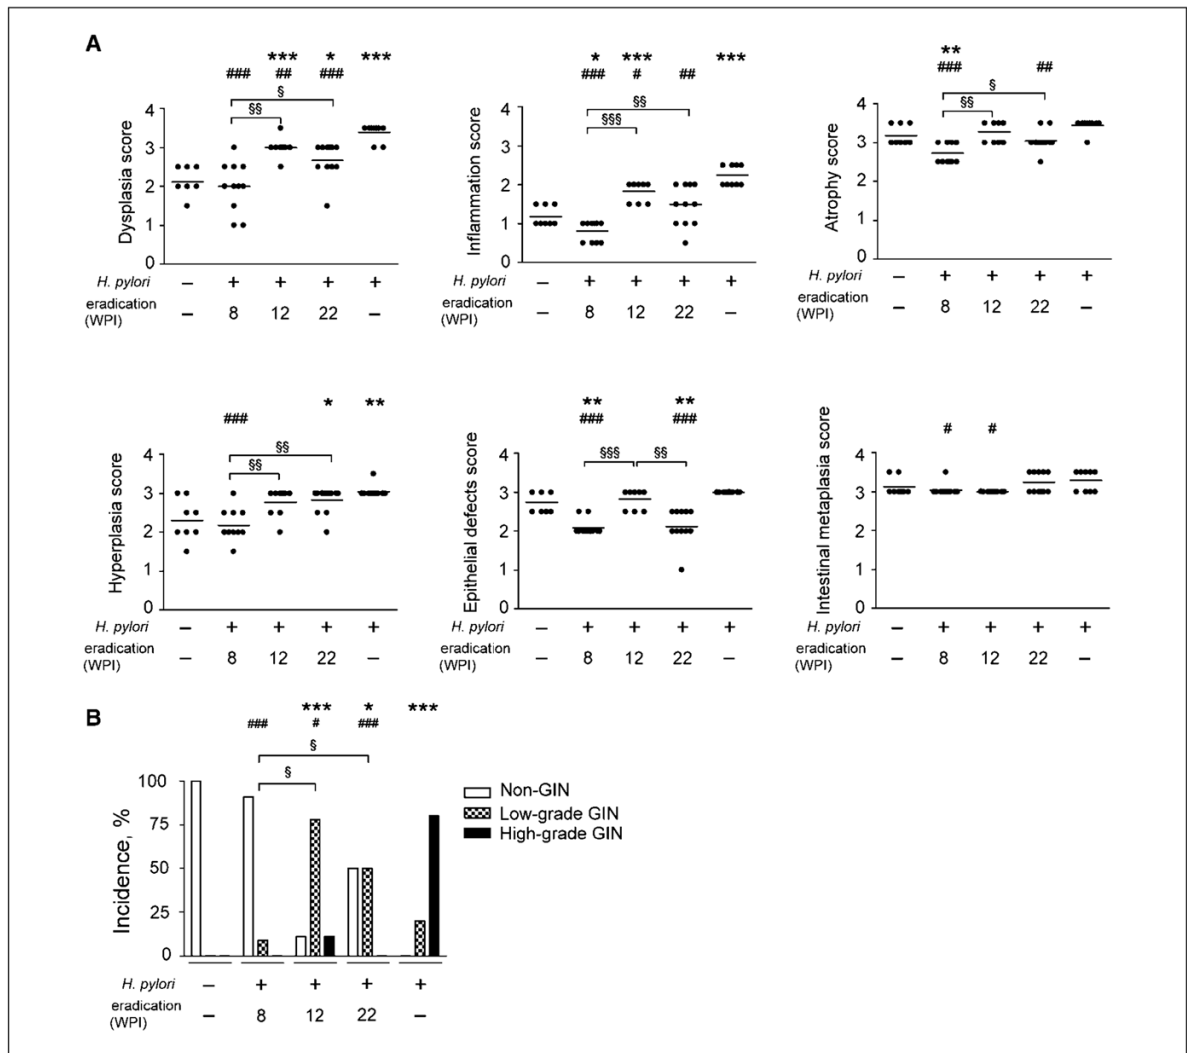 A
*** * ***
### ## ###
§
§§
4
3
2
1
0
Dysplasia score
H. pylori – + + + +
eradication
(WPI) – 8 12 22 –
* *** ***
### # ##
§§
§§§
4
3
2
1
0
Inflammation score
H. pylori – + + + +
eradication
(WPI) – 8 12 22 –
**
### ##
§
§§
4
3
2
1
0
Atrophy score
H. pylori – + + + +
eradication
(WPI) – 8 12 22 –
* **
###
§§
§§
4
3
2
1
0
Hyperplasia score
H. pylori – + + + +
eradication
(WPI) – 8 12 22 –
** **
### ###
§§§ §§
4
3
2
1
0
Epithelial defects score
H. pylori – + + + +
eradication
(WPI) – 8 12 22 –
# #
4
3
2
1
0
Intestinal metaplasia score
H. pylori – + + + +
eradication
(WPI) – 8 12 22 –
B
*** * ***
### # ###
§
§
100
75
50
25
0
Incidence, %
Non-GIN
Low-grade GIN
High-grade GIN
H. pylori – + + + +
eradication
(WPI) – 8 12 22 –